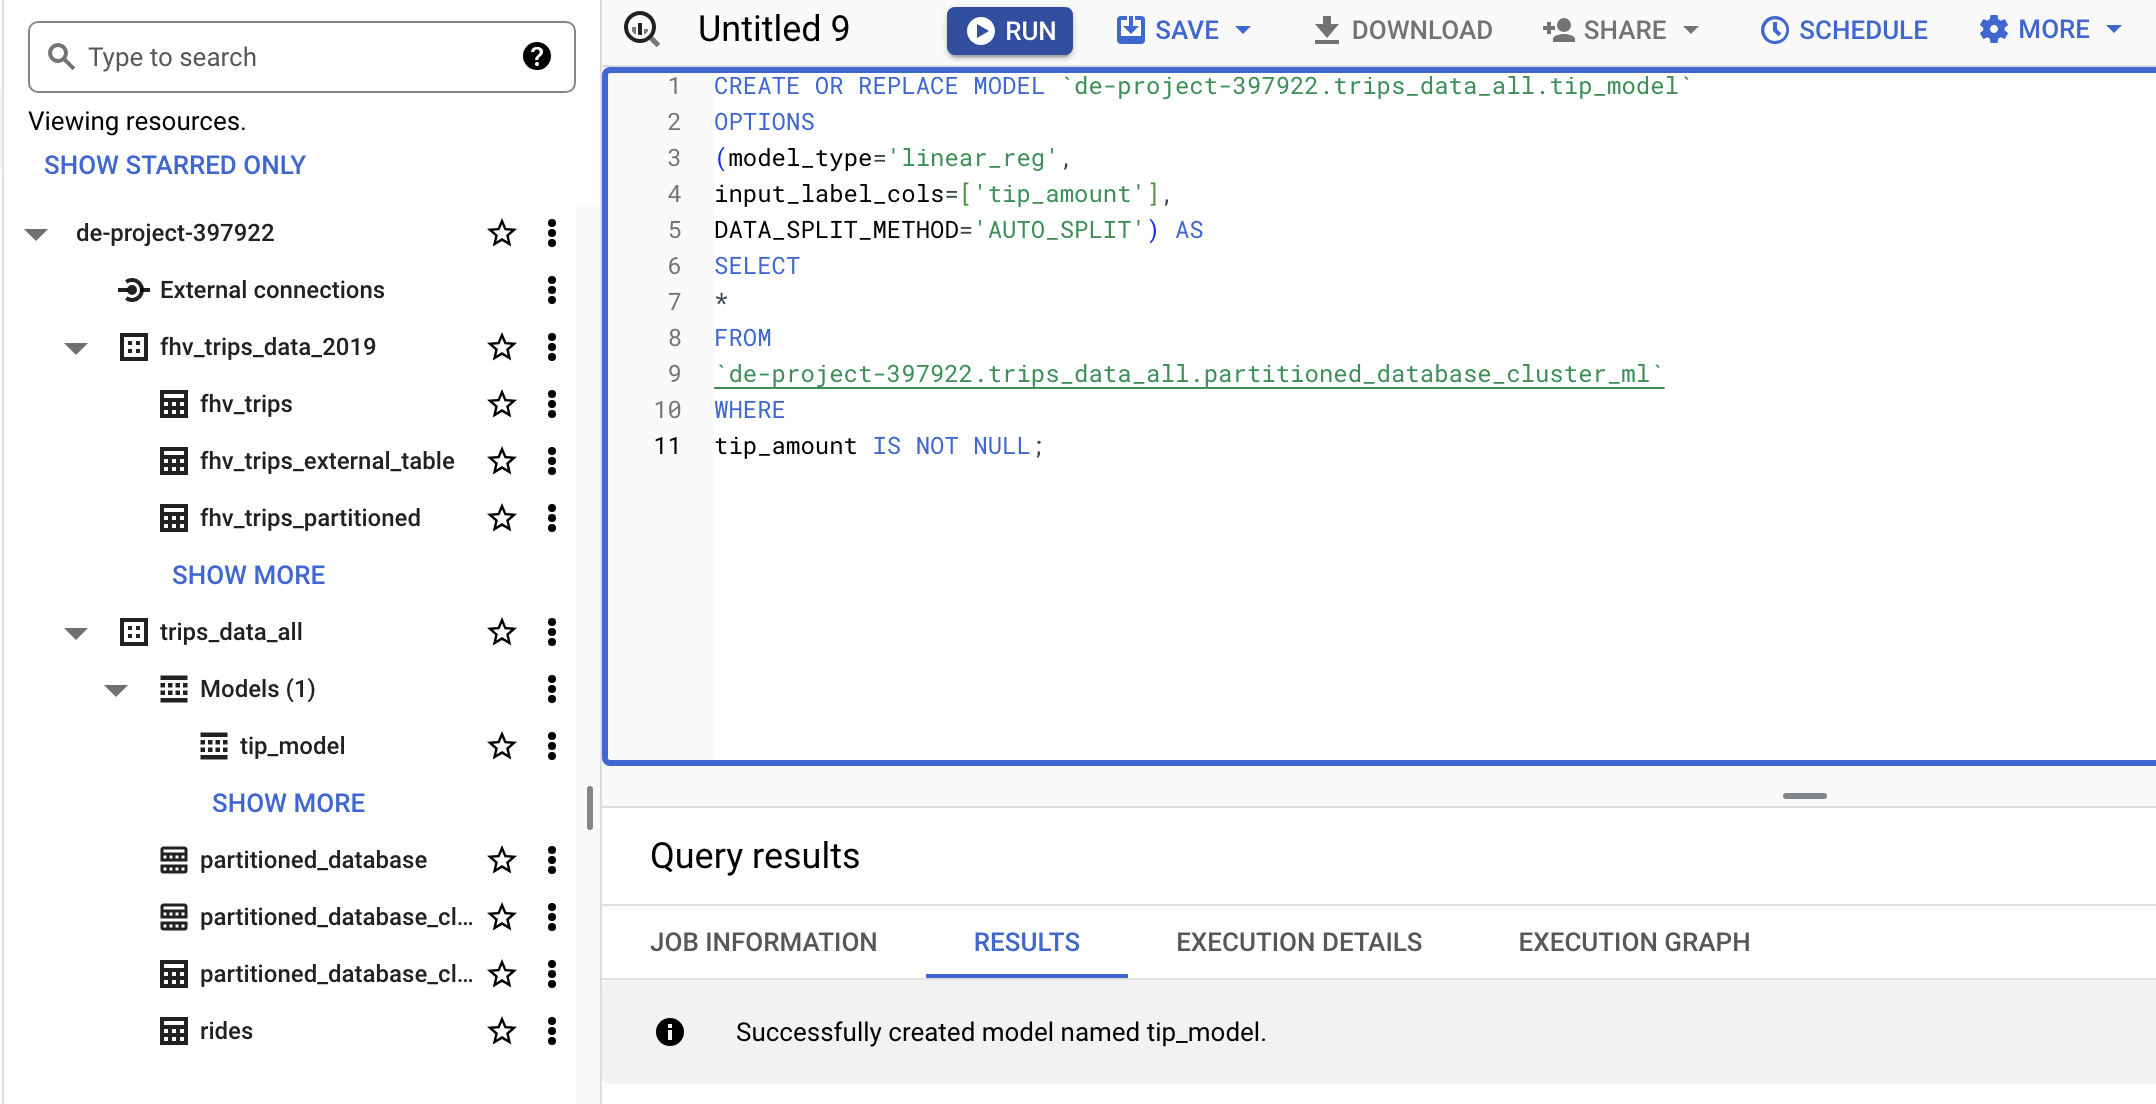 Type to search
Viewing resources.
SHOW STARRED ONLY
de-project-397922
External connections
fhv_trips_data_2019
fhv_trips
fhv_trips_external_table
fhv_trips_partitioned
SHOW MORE
trips_data_all
Models (1)
tip_model
SHOW MORE
partitioned_database
partitioned_database_cl...
partitioned_database_cl...
rides
Untitled 9
RUN
SAVE
DOWNLOAD
SHARE
SCHEDULE
MORE
1 CREATE OR REPLACE MODEL `de-project-397922.trips_data_all.tip_model`
2 OPTIONS
3 (model_type='linear_reg',
4 input_label_cols=['tip_amount'],
5 DATA_SPLIT_METHOD='AUTO_SPLIT') AS
6 SELECT
7 *
8 FROM
9 `de-project-397922.trips_data_all.partitioned_database_cluster_ml`
10 WHERE
11 tip_amount IS NOT NULL;
Query results
JOB INFORMATION
RESULTS
EXECUTION DETAILS
EXECUTION GRAPH
Successfully created model named tip_model.